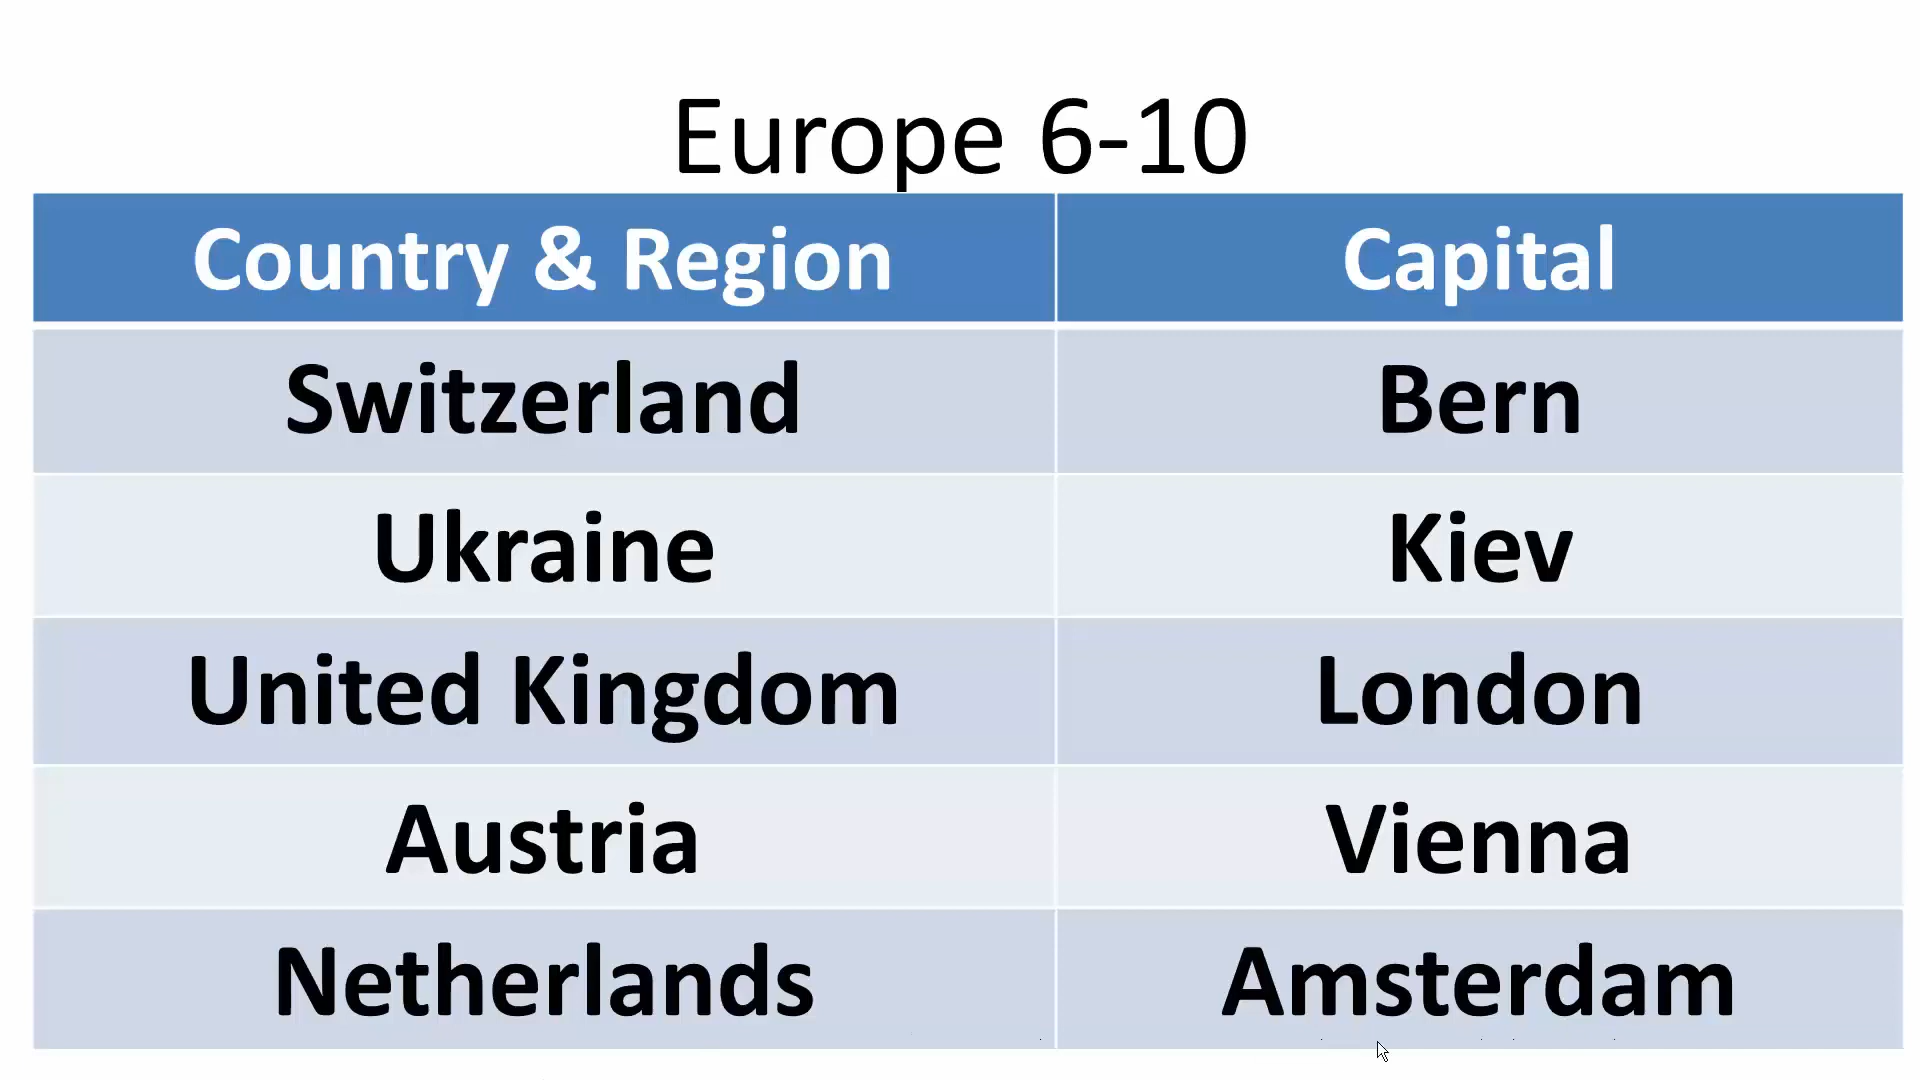 Europe 6-10
Country & Region Capital
Switzerland Bern
Ukraine Kiev
United Kingdom London
Austria Vienna
Netherlands Amsterdam